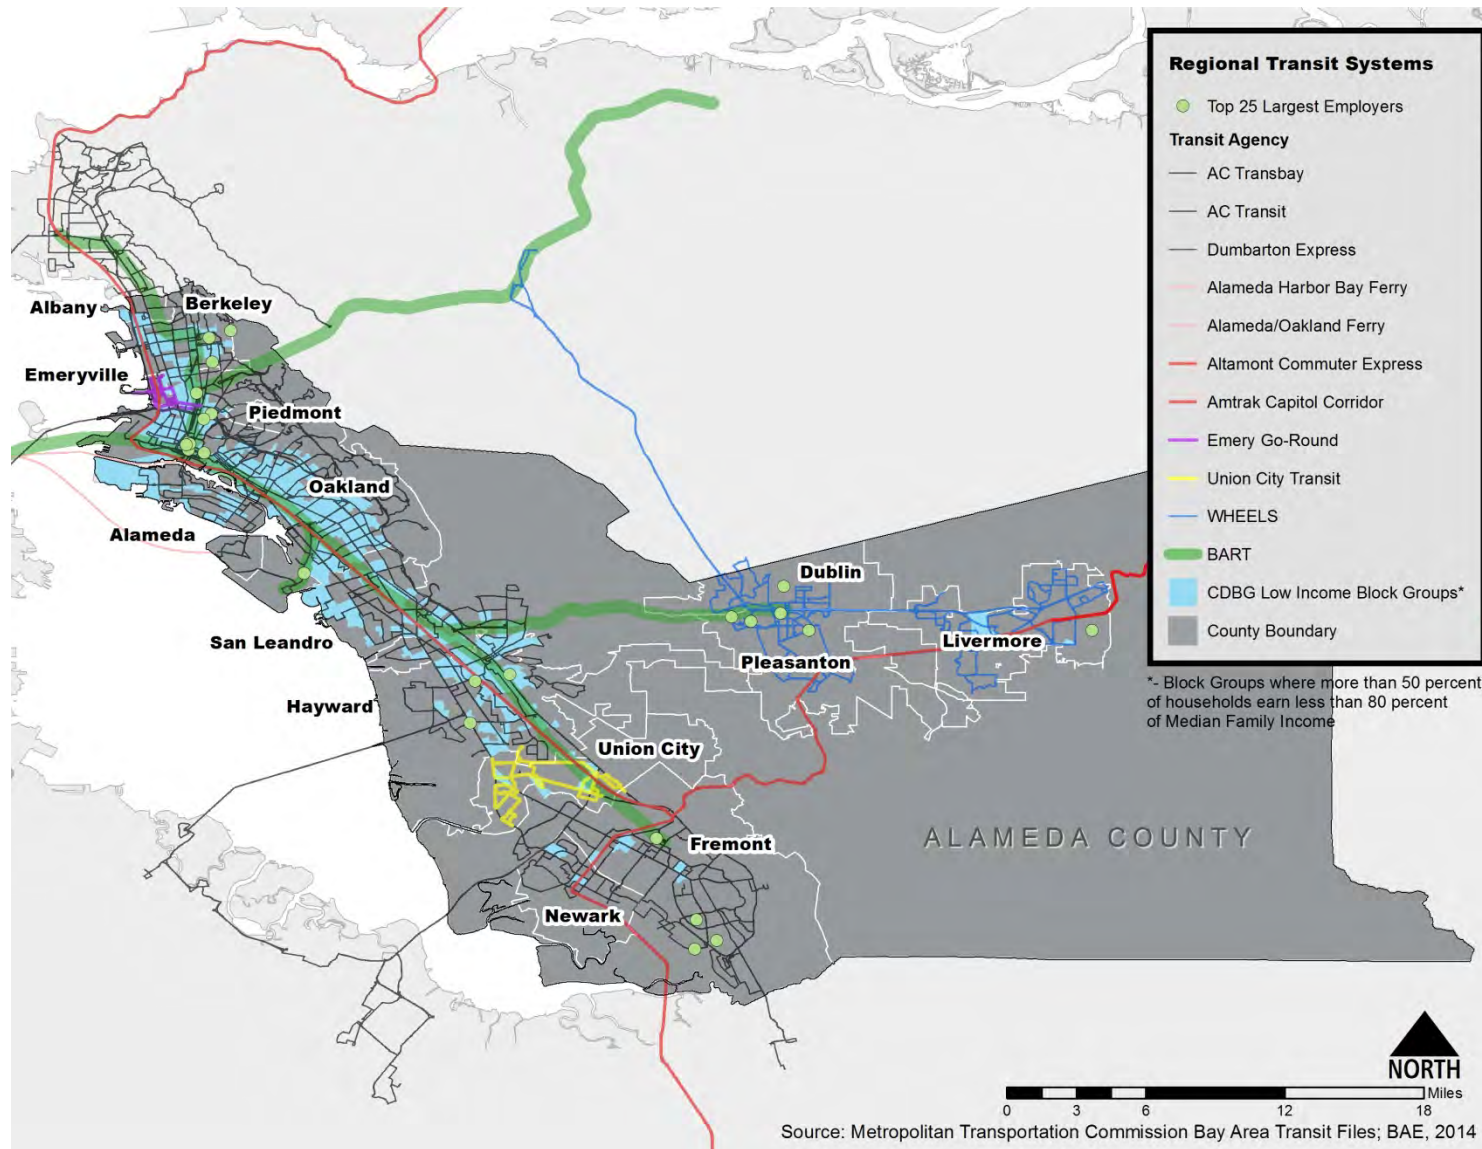 Regional Transit Systems
Top 25 Largest Employers
Transit Agency
AC Transbay
AC Transit
Dumbarton Express
Alameda Harbor Bay Ferry
Alameda/Oakland Ferry
Altamont Commuter Express
Amtrak Capitol Corridor
Emery Go-Round
Union City Transit
WHEELS
BART
CDBG Low Income Block Groups*
County Boundary
*- Block Groups where more than 50 percent
of households earn less than 80 percent
of Median Family Income
Albany
Berkeley
Emeryville
Piedmont
Oakland
Alameda
Dublin
San Leandro
Livermore
Pleasanton
Hayward
Union City
ALAMEDA COUNTY
Fremont
Newark
NORTH
Miles
0 3 6 12 18
Source: Metropolitan Transportation Commission Bay Area Transit Files; BAE, 2014